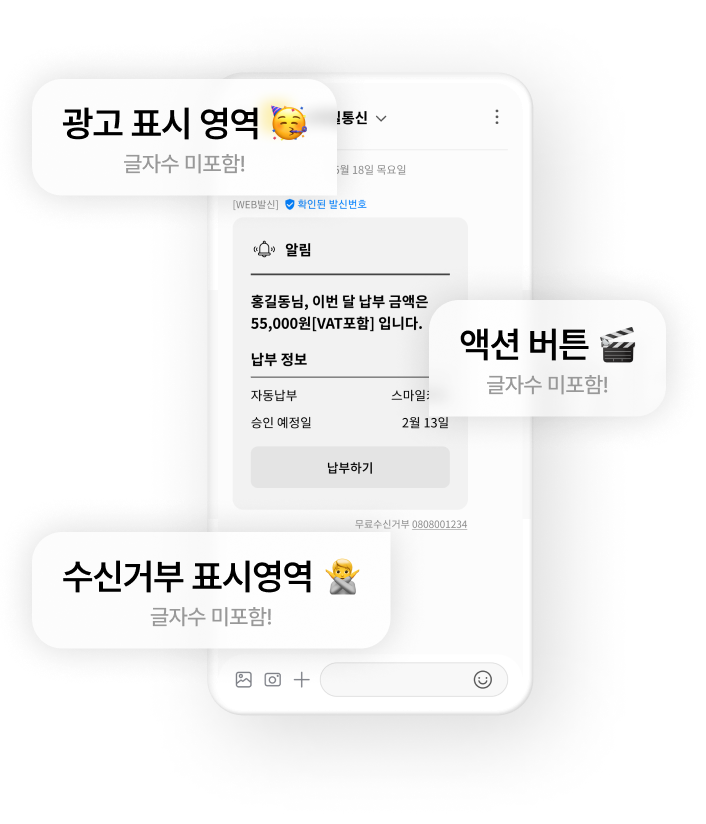 광고 표시 영역
글자수 미포함!
길통신
5월 18일 목요일
[WEB발신] 확인된 발신번호
알림
홍길동님, 이번 달 납부 금액은
55,000원[VAT포함] 입니다.
액션 버튼
글자수 미포함!
납부 정보
자동납부 스마일
승인 예정일 2월 13일
납부하기
무료수신거부 0808001234
수신거부 표시영역
글자수 미포함!